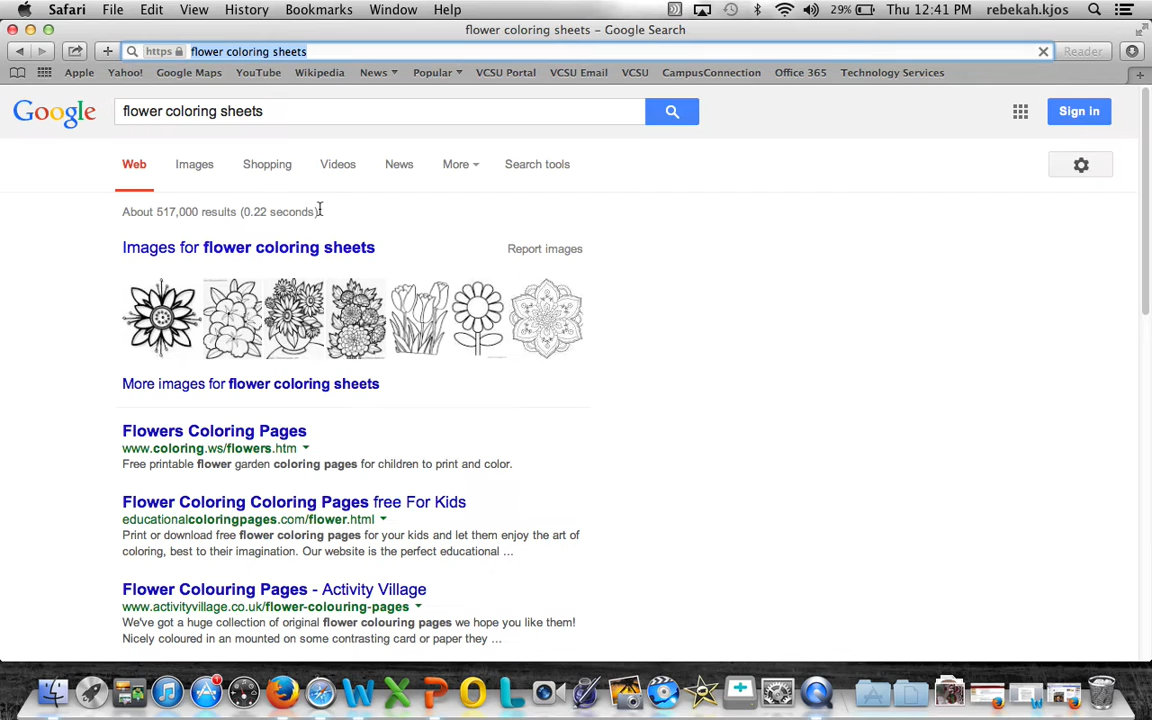 Safari File Edit View History Bookmarks Window Help 29% Thu 12:41 PM rebekah.kjos
flower coloring sheets – Google Search
https flower coloring sheets Reader
Apple Yahoo! Google Maps YouTube Wikipedia News Popular VCSU Portal VCSU Email VCSU CampusConnection Office 365 Technology Services
Google flower coloring sheets Sign in
Web Images Shopping Videos News More Search tools
About 517,000 results (0.22 seconds)
Images for flower coloring sheets Report images
More images for flower coloring sheets
Flowers Coloring Pages
www.coloring.ws/flowers.htm
Free printable flower garden coloring pages for children to print and color.
Flower Coloring Coloring Pages free For Kids
educationalcoloringpages.com/flower.html
Print or download free flower coloring pages for your kids and let them enjoy the art of
coloring, best to their imagination. Our website is the perfect educational ...
Flower Colouring Pages - Activity Village
www.activityvillage.co.uk/flower-colouring-pages
We've got a huge collection of original flower colouring pages we hope you like them!
Nicely coloured in an mounted on some contrasting card or paper they ...